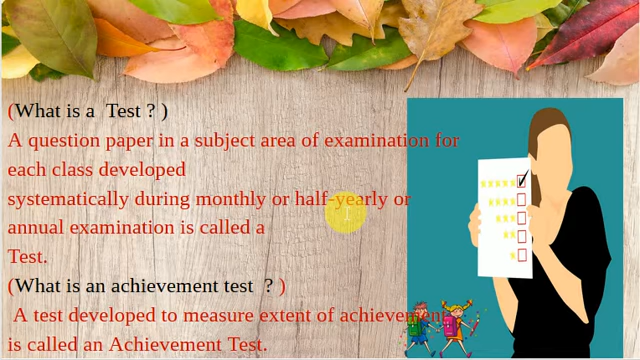 (What is a Test ? )
A question paper in a subject area of examination for
each class developed
systematically during monthly or half-yearly or
annual examination is called a
Test.
(What is an achievement test ? )
A test developed to measure extent of achievement
is called an Achievement Test.